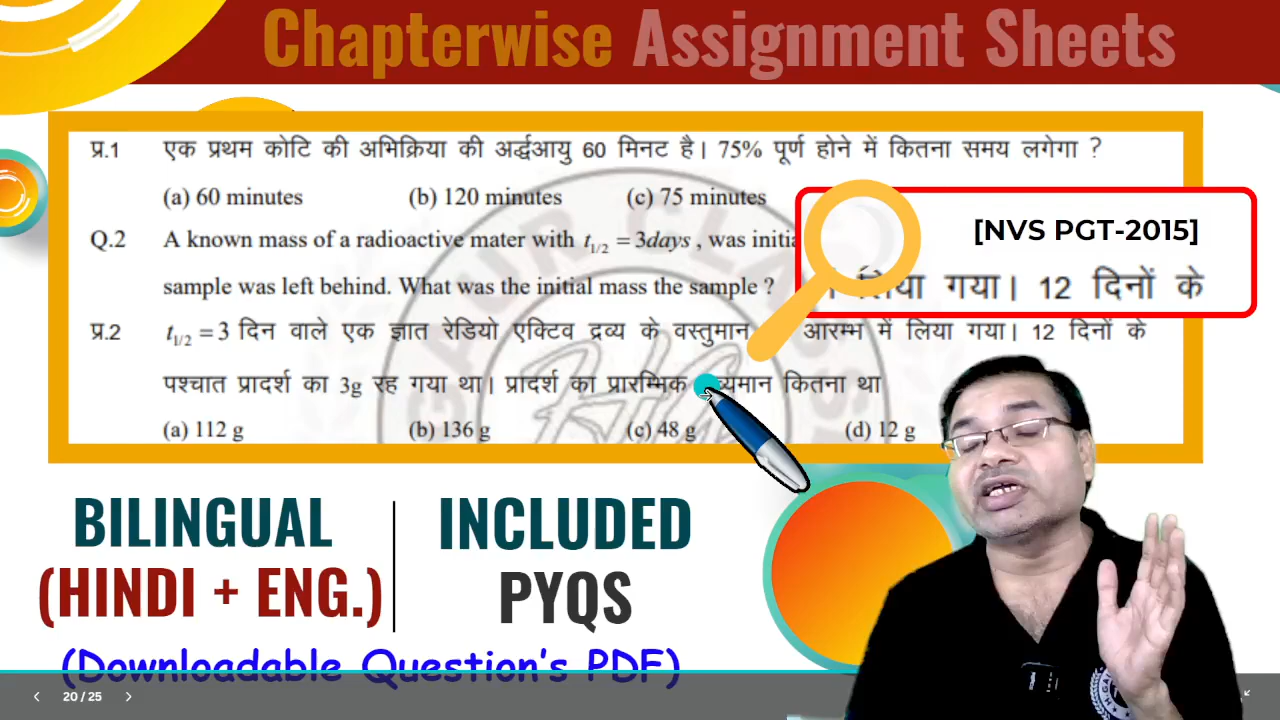 Chapterwise Assignment Sheets
प्र.1 एक प्रथम कोटि की अभिक्रिया की अर्द्धआयु 60 मिनट है। 75% पूर्ण होने में कितना समय लगेगा ?
(a) 60 minutes (b) 120 minutes (c) 75 minutes
[NVS PGT-2015]
Q.2 A known mass of a radioactive mater with t1/2 = 3days, was
sample was left behind. What was the initial mass the sample ?
लिया गया। 12 दिनों के
प्र.2 t1/2 = 3 दिन वाले एक ज्ञात रेडियो एक्टिव द्रव्य के वस्तुमान आरम्भ में लिया गया। 12 दिनों के
पश्चात प्रादर्श का 3g रह गया था। प्रादर्श का प्रारम्भिक कितना था
(a) 112 g (b) 136 g (c) 48 g (d) 12 g
BILINGUAL
(HINDI + ENG.)
INCLUDED
PYQS
(Downloadable Question's PDF)
20 / 25